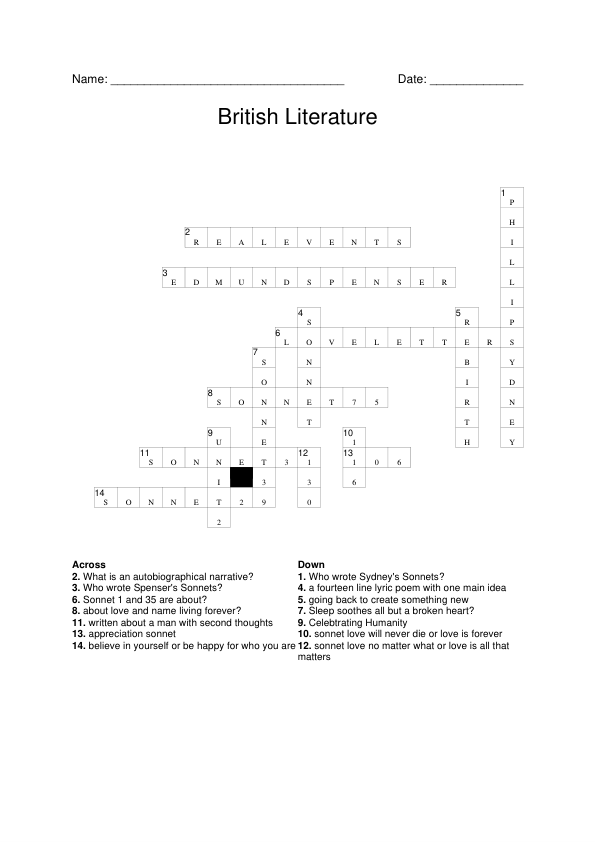 Name: ___________________________________ Date: ______________
British Literature
1
P
H
2
R E A L E V E N T S I
L
3
E D M U N D S P E N S E R L
I
4 5
S R P
6
L O V E L E T T E R S
7
S N B Y
O N I D
8
S O N N E T 7 5 R N
N T T E
9 10
U E I H Y
11 12 13
S O N N E T 3 1 1 0 6
I 3 3 6
14
S O N N E T 2 9 0
2
Across
2. What is an autobiographical narrative?
3. Who wrote Spenser's Sonnets?
6. Sonnet 1 and 35 are about?
8. about love and name living forever?
11. written about a man with second thoughts
13. appreciation sonnet
14. believe in yourself or be happy for who you are
Down
1. Who wrote Sydney's Sonnets?
4. a fourteen line lyric poem with one main idea
5. going back to create something new
7. Sleep soothes all but a broken heart?
9. Celebrating Humanity
10. sonnet love will never die or love is forever
12. sonnet love no matter what or love is all that
matters